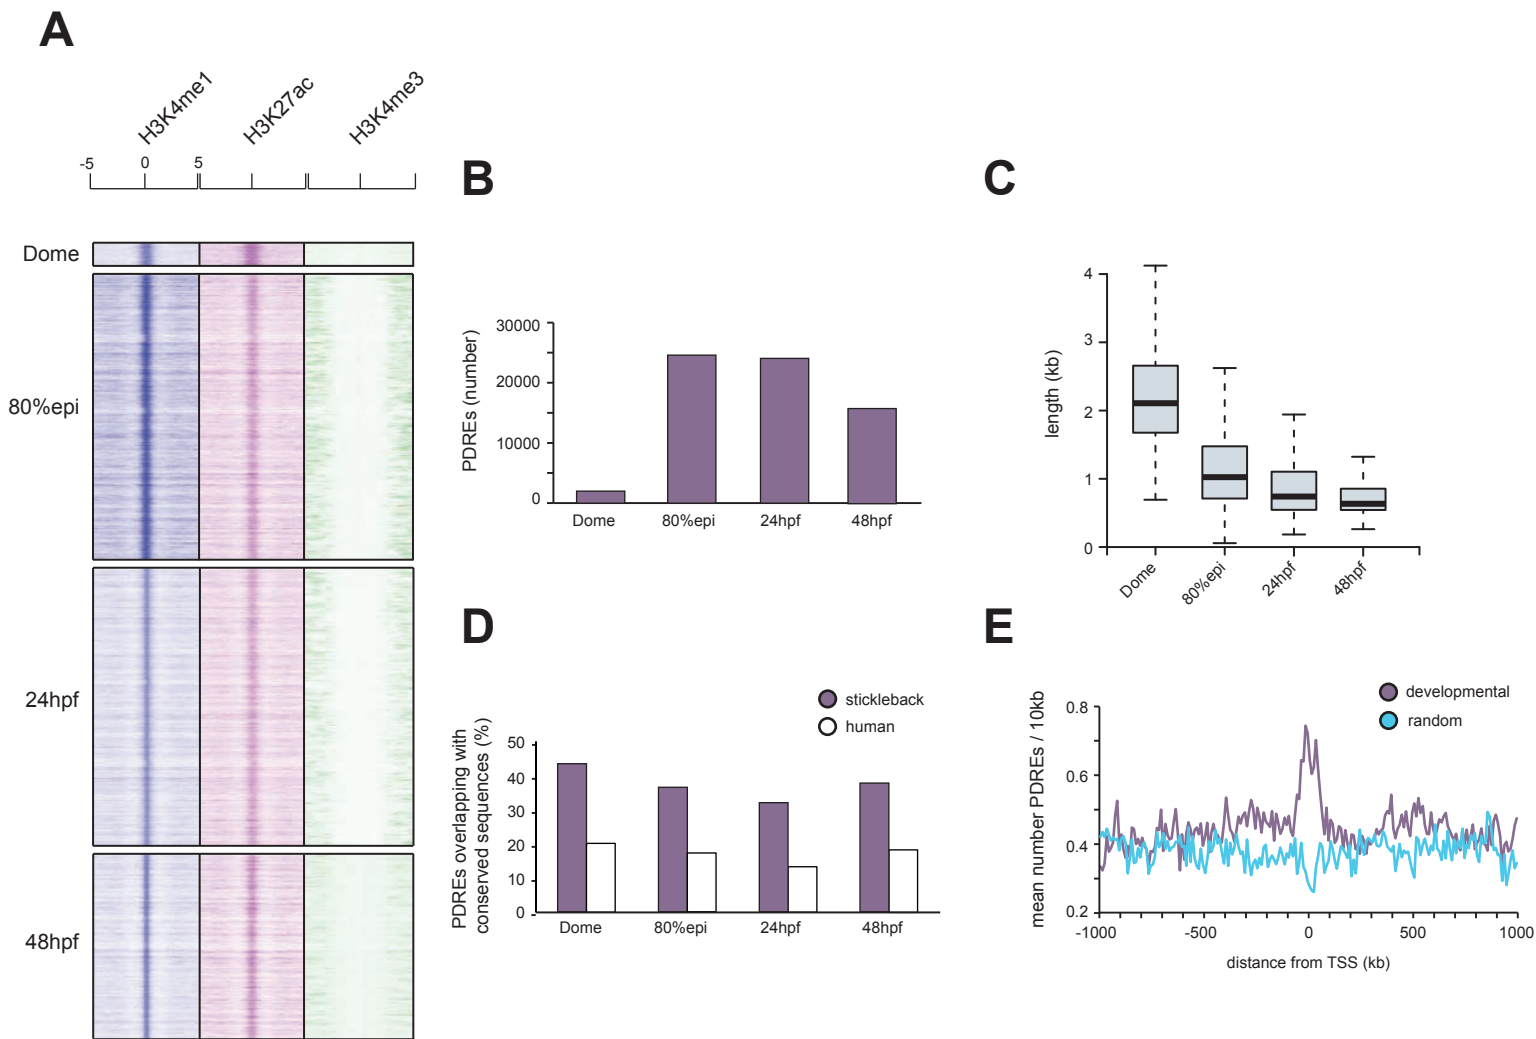 A
H3K4me1
H3K27ac
H3K4me3
-5 0 5
Dome
80%epi
24hpf
48hpf
B
PDREs (number)
30000
20000
10000
0
Dome 80%epi 24hpf 48hpf
C
length (kb)
4
3
2
1
0
Dome
80%epi
24hpf
48hpf
D
stickleback
human
PDREs overlapping with
conserved sequences (%)
50
40
30
20
10
0
Dome 80%epi 24hpf 48hpf
E
developmental
random
mean number PDREs / 10kb
0.8
0.6
0.4
0.2
-1000 -500 0 500 1000
distance from TSS (kb)